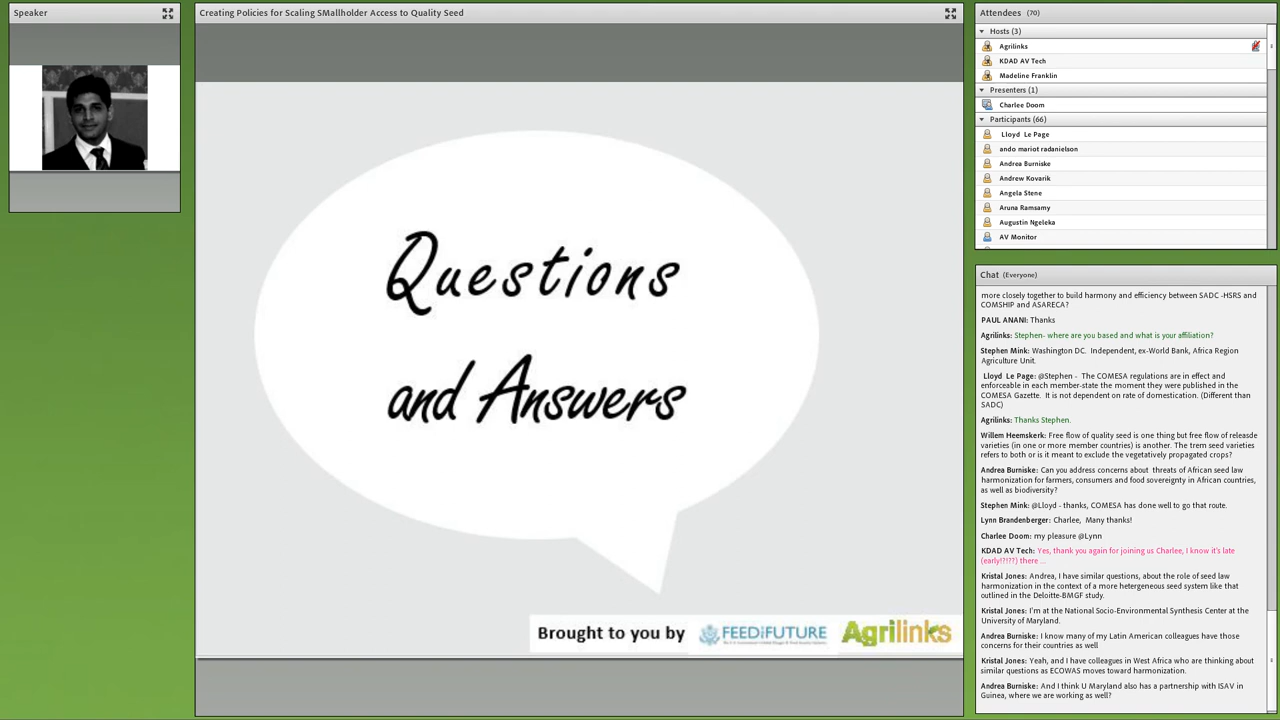 Speaker
Creating Policies for Scaling SMallholder Access to Quality Seed
Questions
and Answers
Brought to you by FEEDTHEFUTURE Agrilinks
Attendees (70)
Hosts (3)
Agrilinks
KDAD AV Tech
Madeline Franklin
Presenters (1)
Charlee Doom
Participants (66)
Lloyd Le Page
ando mariot radanielson
Andrea Burniske
Andrew Kovarik
Angela Stene
Aruna Ramsamy
Augustin Ngeleka
AV Monitor
Chat (Everyone)
more closely together to build harmony and efficiency between SADC -HSRS and
COMSHIP and ASARECA?
PAUL ANANI: Thanks
Agrilinks: Stephen- where are you based and what is your affiliation?
Stephen Mink: Washington DC. Independent, ex-World Bank, Africa Region
Agriculture Unit.
Lloyd Le Page: @Stephen - The COMESA regulations are in effect and
enforceable in each member-state the moment they were published in the
COMESA Gazette. It is not dependent on rate of domestication. (Different than
SADC)
Agrilinks: Thanks Stephen.
Willem Heemskerk: Free flow of quality seed is one thing but free flow of releasde
varieties (in one or more member countries) is another. The trem seed varieties
refers to both or is it meant to exclude the vegetatively propagated crops?
Andrea Burniske: Can you address concerns about threats of African seed law
harmonization for farmers, consumers and food sovereignty in African countries,
as well as biodiversity?
Stephen Mink: @Lloyd - thanks, COMESA has done well to go that route.
Lynn Brandenberger: Charlee, Many thanks!
Charlee Doom: my pleasure @Lynn
KDAD AV Tech: Yes, thank you again for joining us Charlee, I know it's late
(early!?!??) there ...
Kristal Jones: Andrea, I have similar questions, about the role of seed law
harmonization in the context of a more hetergeneous seed system like that
outlined in the Deloitte-BMGF study.
Kristal Jones: I'm at the National Socio-Environmental Synthesis Center at the
University of Maryland.
Andrea Burniske: I know many of my Latin American colleagues have those
concerns for their countries as well
Kristal Jones: Yeah, and I have colleagues in West Africa who are thinking about
similar questions as ECOWAS moves toward harmonization.
Andrea Burniske: And I think U Maryland also has a partnership with ISAV in
Guinea, where we are working as well?